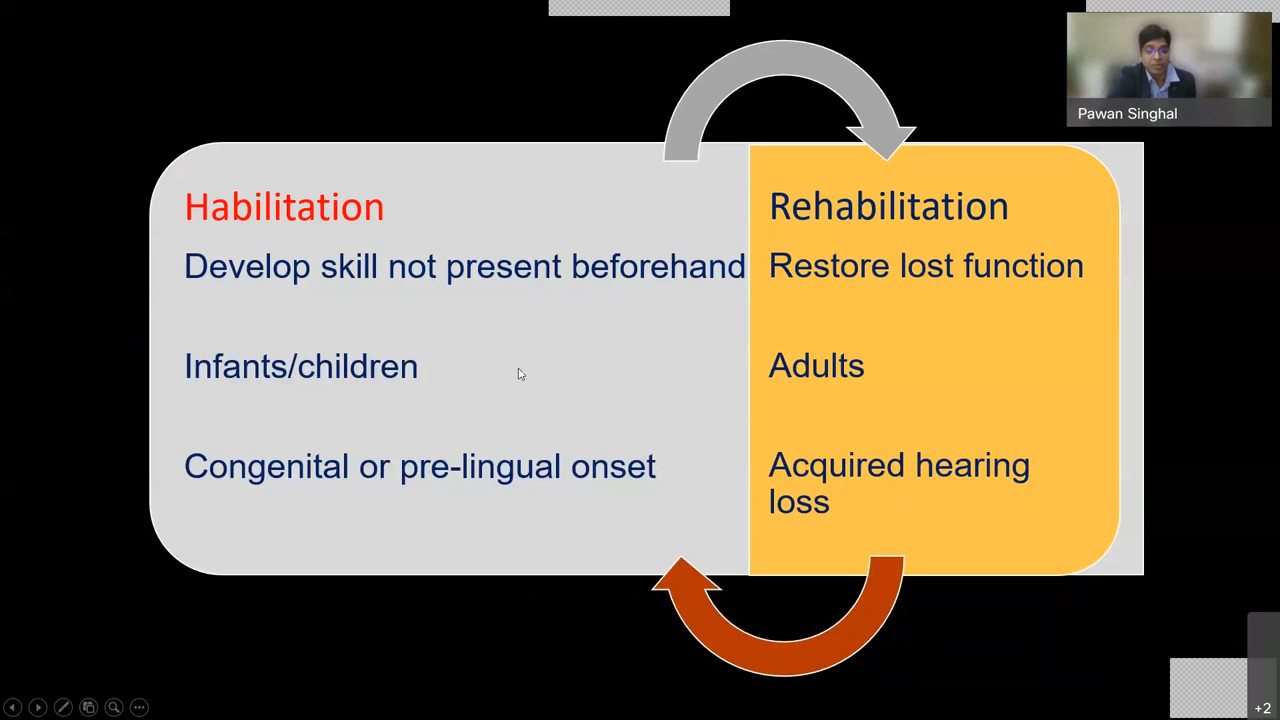 Pawan Singhal
Habilitation
Develop skill not present beforehand
Infants/children
Congenital or pre-lingual onset
Rehabilitation
Restore lost function
Adults
Acquired hearing
loss
+2